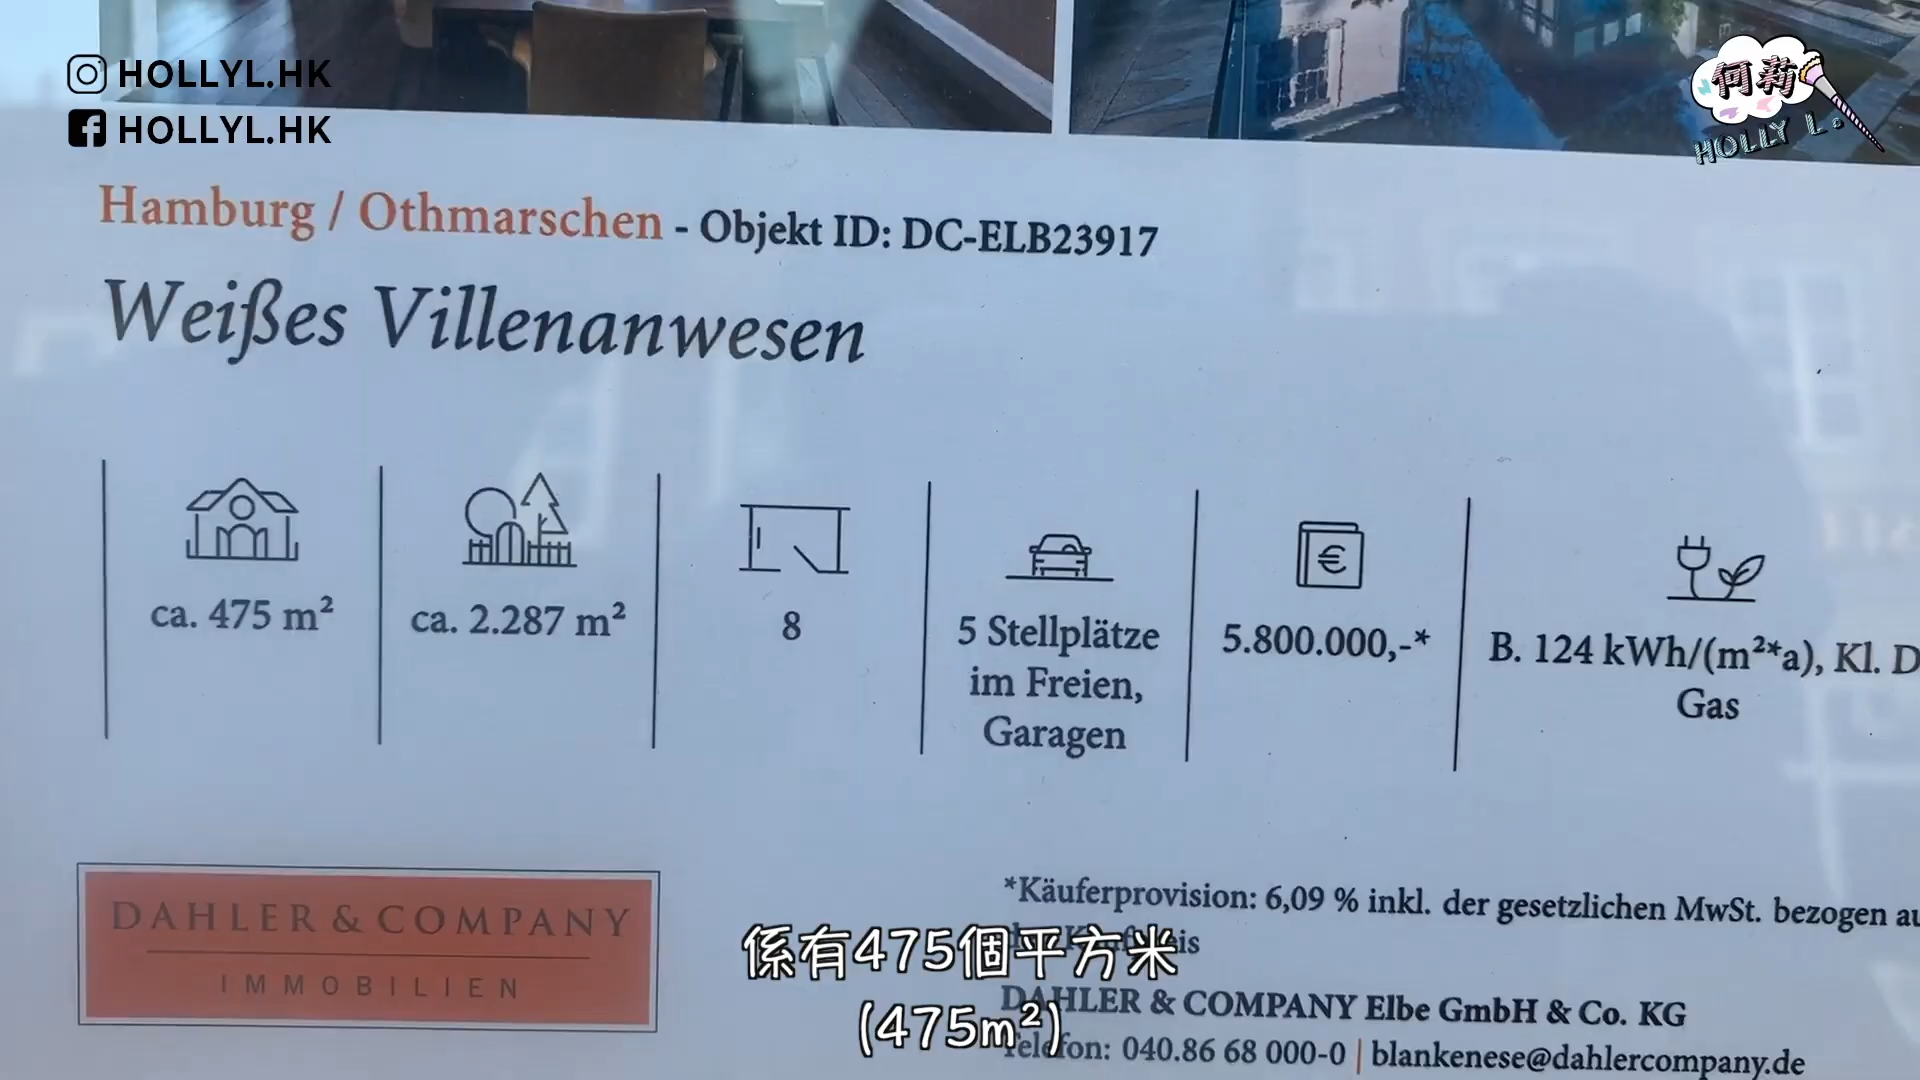 HOLLYL.HK
HOLLYL.HK
何莉
HOLLY L.
Hamburg / Othmarschen - Objekt ID: DC-ELB23917
Weißes Villenanwesen
ca. 475 m²
ca. 2.287 m²
8
5 Stellplätze
im Freien,
Garagen
5.800.000,-*
B. 124 kWh/(m²*a), Kl. D
Gas
DAHLER & COMPANY
IMMOBILIEN
*Käuferprovision: 6,09 % inkl. der gesetzlichen MwSt. bezogen au
係有475個平方米
(475m²)
DAHLER & COMPANY Elbe GmbH & Co. KG
Telefon: 040.86 68 000-0 | blankenese@dahlercompany.de